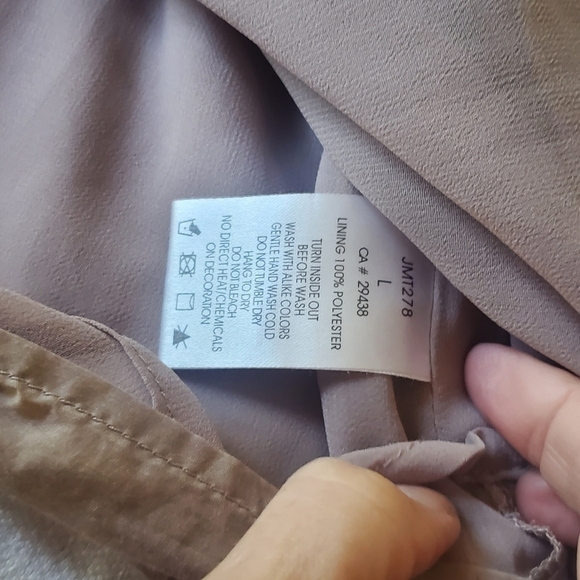 JMT278
L
LINING 100% POLYESTER
CA # 29438
TURN INSIDE OUT
BEFORE WASH
WASH WITH ALIKE COLORS
GENTLE HAND WASH COLD
DO NOT TUMBLE DRY
HANG TO DRY
DO NOT BLEACH
NO DIRECT HEAT/CHEMICALS
ON DECORATION